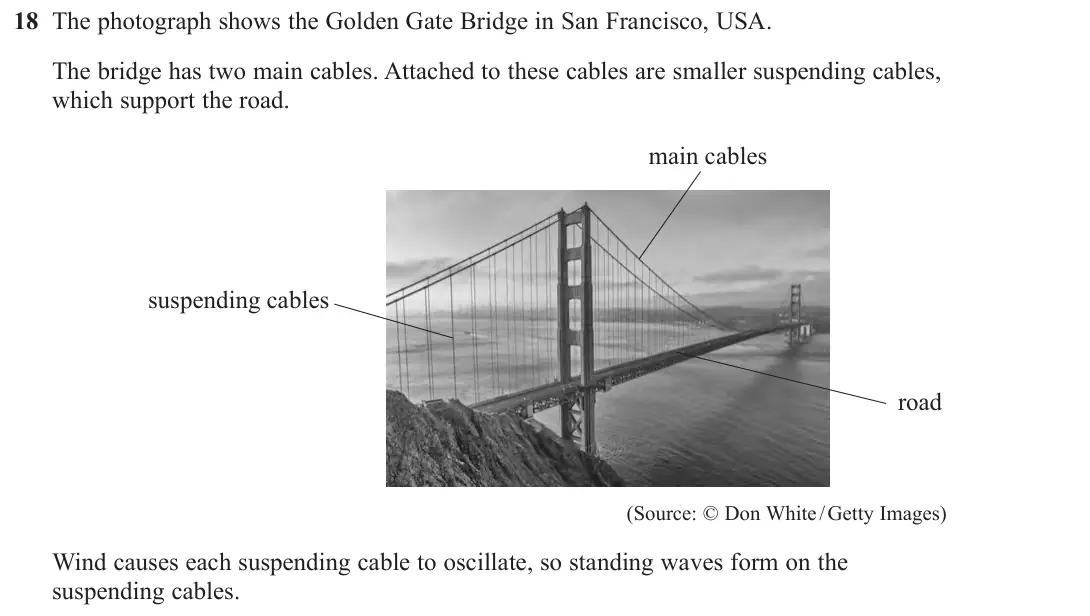 18 The photograph shows the Golden Gate Bridge in San Francisco, USA.
The bridge has two main cables. Attached to these cables are smaller suspending cables,
which support the road.
main cables
suspending cables
road
(Source: © Don White/Getty Images)
Wind causes each suspending cable to oscillate, so standing waves form on the
suspending cables.